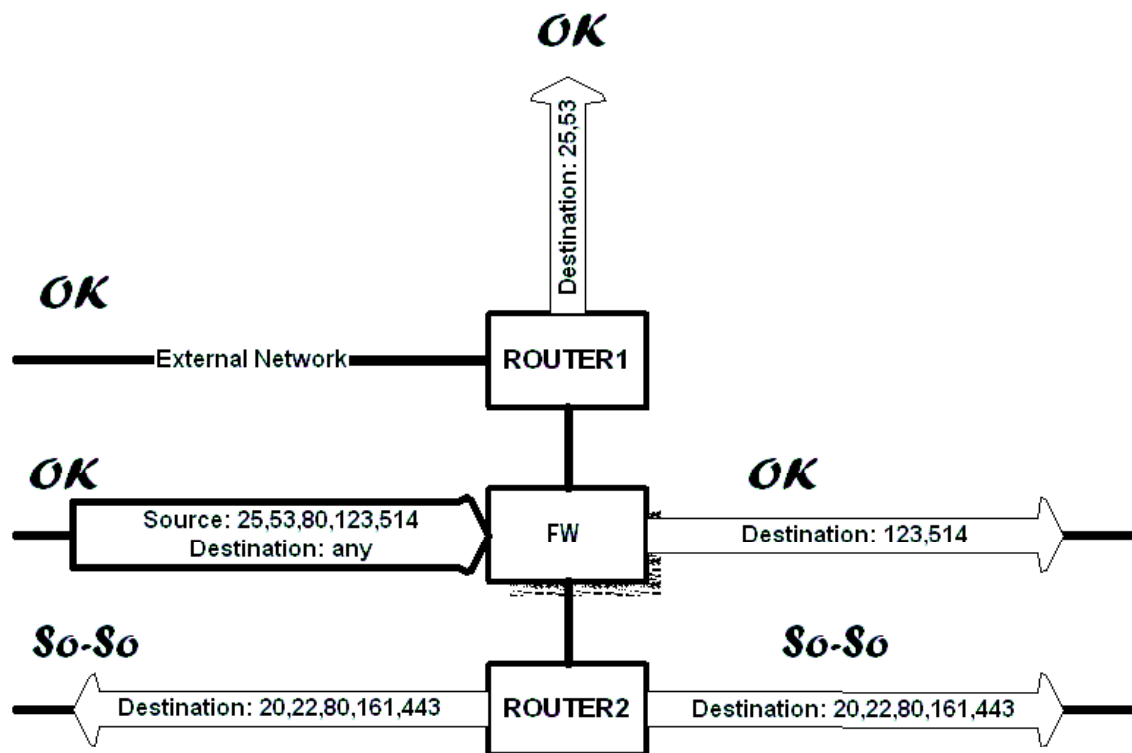 OK
Destination: 25,53
OK
External Network
ROUTER1
OK
Source: 25,53,80,123,514
Destination: any
FW
OK
Destination: 123,514
So-So
Destination: 20,22,80,161,443
ROUTER2
So-So
Destination: 20,22,80,161,443